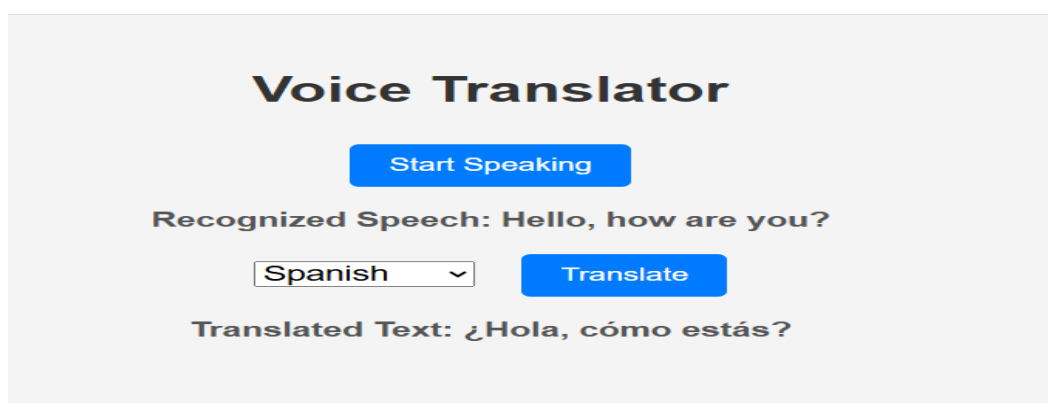 Voice Translator
Start Speaking
Recognized Speech: Hello, how are you?
Spanish Translate
Translated Text: ¿Hola, cómo estás?